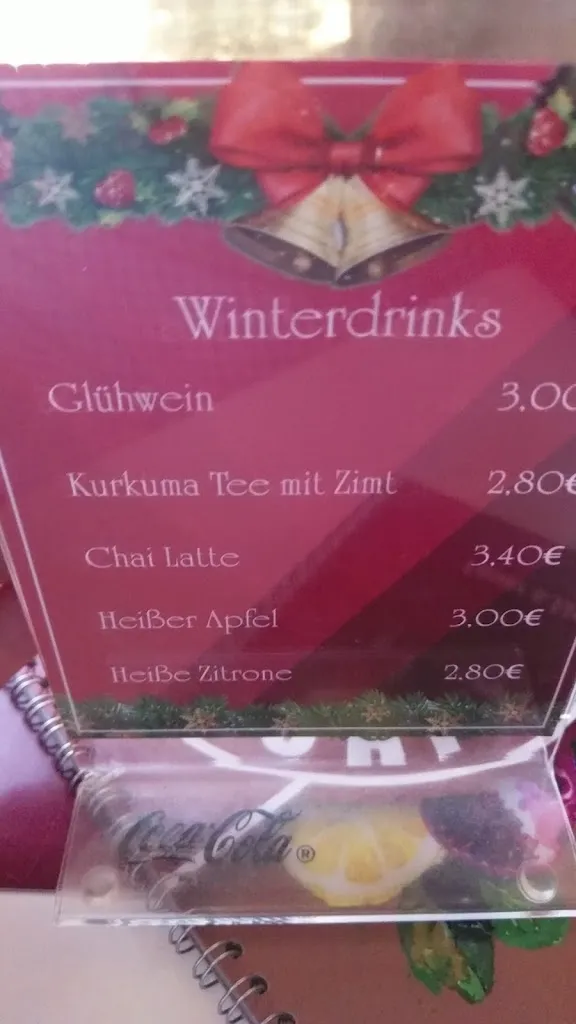 Winterdrinks
Glühwein 3.00
Kurkuma Tee mit Zimt 2.80€
Chai Latte 3.40€
Heißer Apfel 3.00€
Heiße Zitrone 2.80€
Coca-Cola®